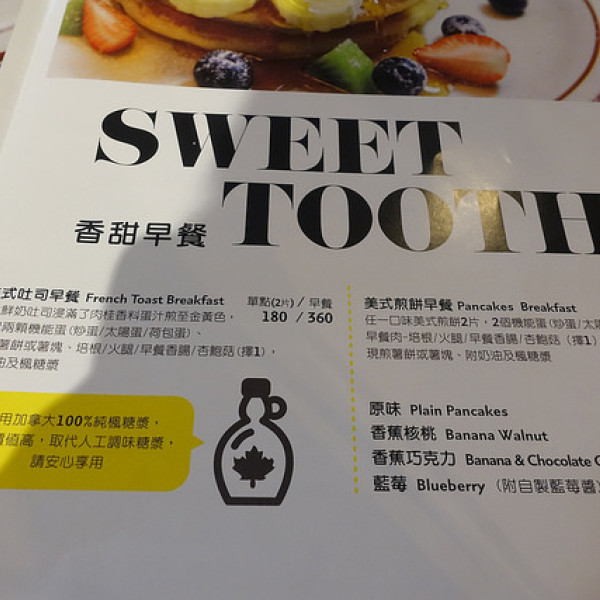 SWEET
TOOTH
香甜早餐
式吐司早餐 French Toast Breakfast
單點(2片) / 早餐
180 / 360
鮮奶吐司浸滿了肉桂香料蛋汁煎至金黃色，
兩顆機能蛋(炒蛋/太陽蛋/荷包蛋)、
薯餅或薯塊、培根/火腿/早餐香腸/杏鮑菇(擇1)，
油及楓糖漿
用加拿大100%純楓糖漿，
價值高，取代人工調味糖漿，
請安心享用
美式煎餅早餐 Pancakes Breakfast
任一口味美式煎餅2片，2個機能蛋(炒蛋/太陽
早餐肉-培根/火腿/早餐香腸/杏鮑菇 (擇1)
現煎薯餅或薯塊、附奶油及楓糖漿
原味 Plain Pancakes
香蕉核桃 Banana Walnut
香蕉巧克力 Banana & Chocolate
藍莓 Blueberry (附自製藍莓醬)